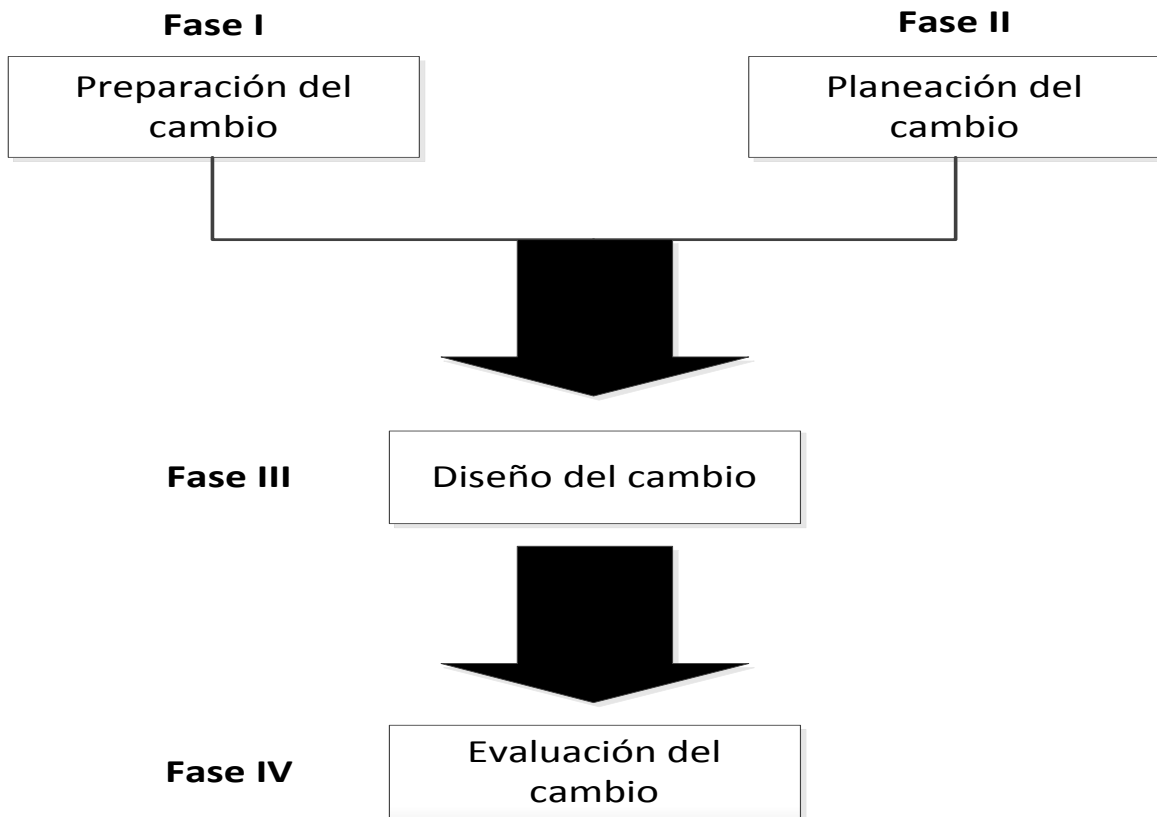 Fase I
Preparación del
cambio
Fase II
Planeación del
cambio
Fase III
Diseño del cambio
Fase IV
Evaluación del
cambio